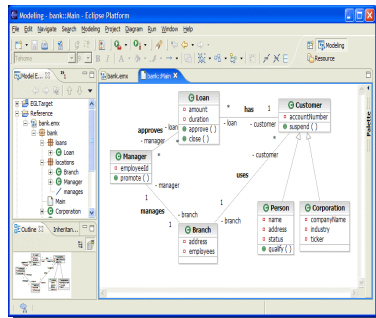 Modeling - bank::Main - Eclipse Platform
File Edit Navigate Search Modeling Project Diagram Run Window Help
Modeling
Tahoma
Resource
Model E...
bank.emx
bank::Main
EGLTarget
Reference
bank.emx
bank
loans
Loan
locations
Branch
Manager
manages
Main
Corporation
Outline
Inheritan...
Palette
Loan
amount
duration
approve ( )
close ( )
*
has
1
- loan
- customer
Customer
accountNumber
suspend ( )
approves
- loan
*
*
- manager
Manager
employeeId
promote ( )
- manager
1
manages
1
- branch
uses
*
- customer
1
- branch
Branch
address
employees
Person
name
address
status
qualify ( )
Corporation
companyName
industry
ticker